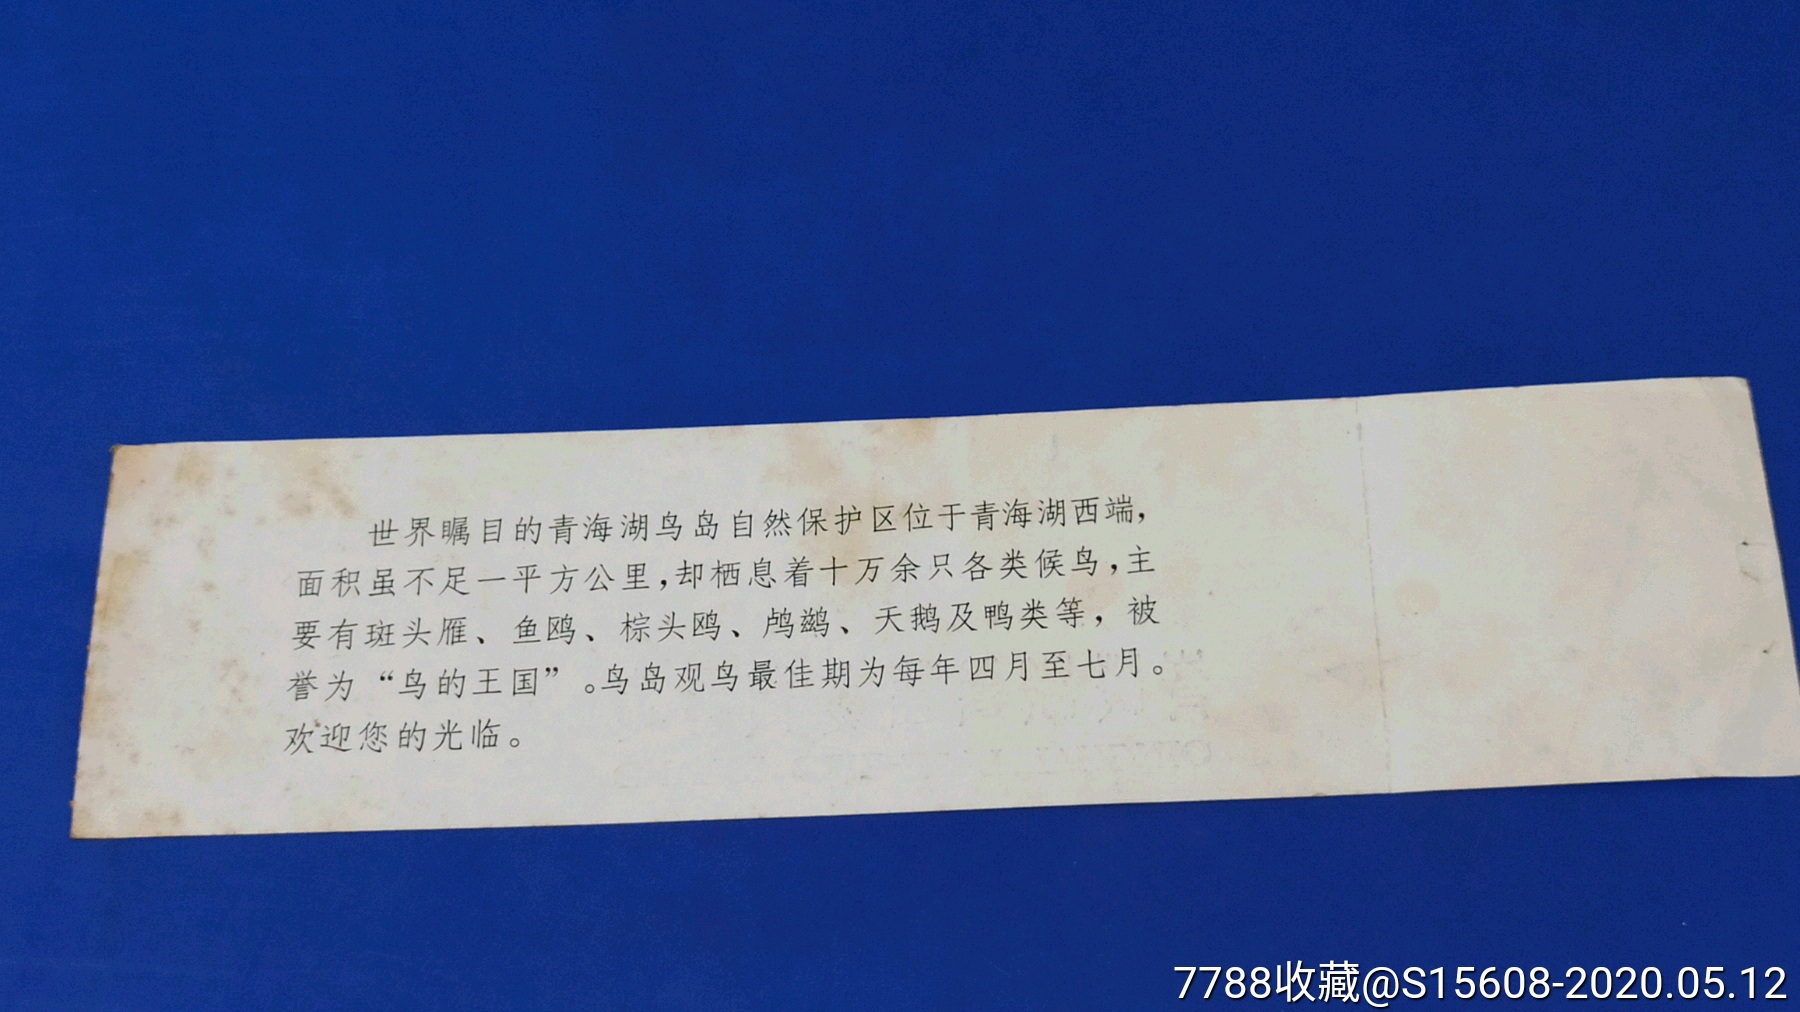 世界瞩目的青海湖鸟岛自然保护区位于青海湖西端，
面积虽不足一平方公里，却栖息着十万余只各类候鸟，主
要有斑头雁、鱼鸥、棕头鸥、鸬鹚、天鹅及鸭类等，被
誉为“鸟的王国”。鸟岛观鸟最佳期为每年四月至七月。
欢迎您的光临。
7788收藏@S15608-2020.05.12